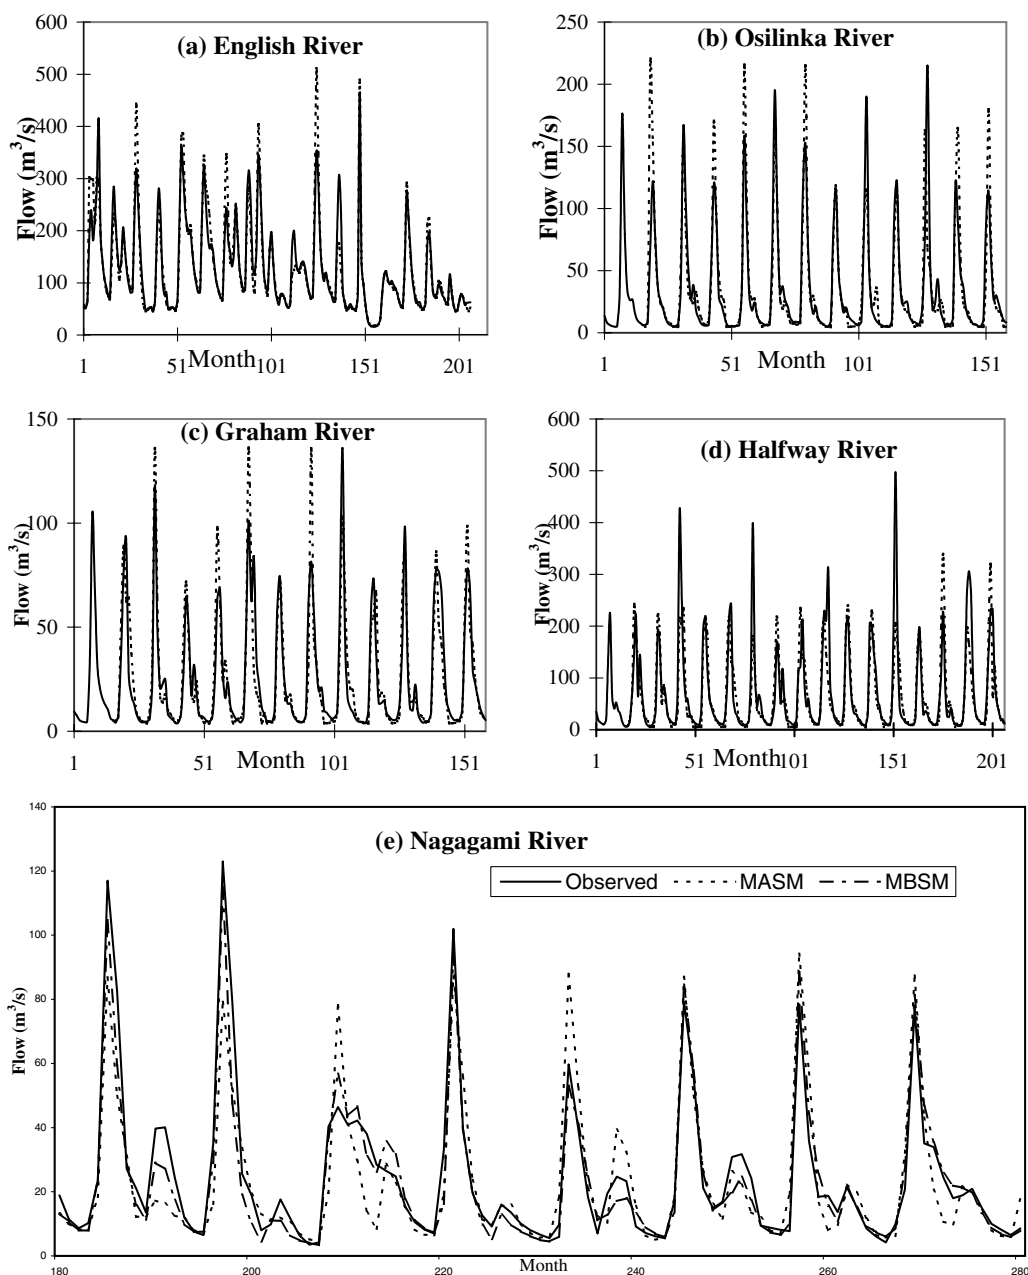 (a) English River
Flow (m³/s)
600
500
400
300
200
100
0
1 51 101 151 201
Month
(b) Osilinka River
Flow (m³/s)
250
200
150
100
50
0
1 51 101 151
Month
(c) Graham River
Flow (m³/s)
150
100
50
0
1 51 101 151
Month
(d) Halfway River
Flow (m³/s)
600
500
400
300
200
100
0
1 51 101 151 201
Month
(e) Nagagami River
Observed MASM MBSM
Flow (m³/s)
140
120
100
80
60
40
20
0
180 200 220 240 260 280
Month